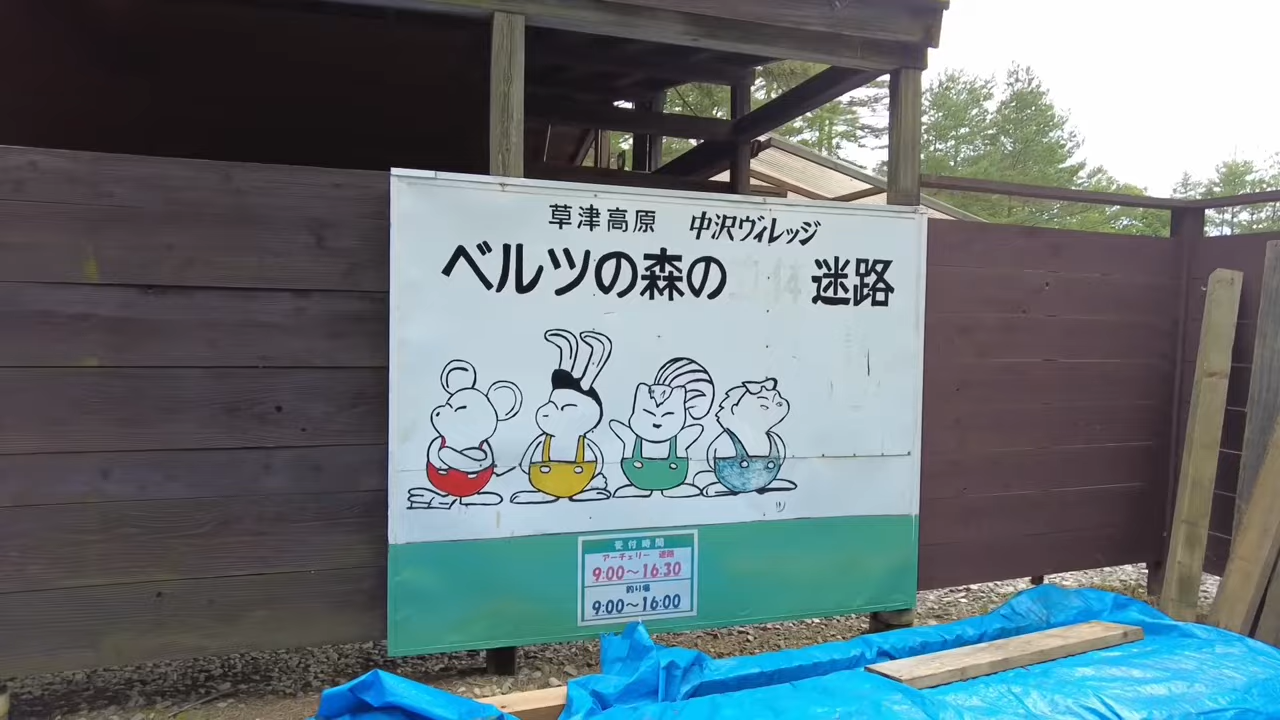 草津高原 中沢ヴィレッジ
ベルツの森の 迷路
受付時間
アーチェリー 迷路
9:00〜16:30
釣り場
9:00〜16:00